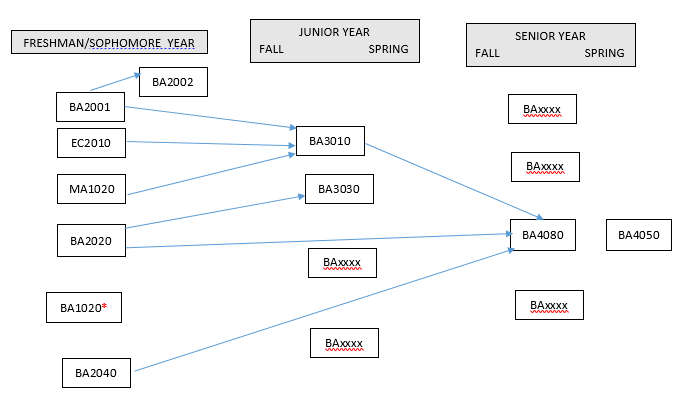 FRESHMAN/SOPHOMORE YEAR
JUNIOR YEAR
FALL SPRING
SENIOR YEAR
FALL SPRING
BA2002
BA2001
EC2010
MA1020
BA2020
BA1020*
BA2040
BA3010
BA3030
BAxxxx
BAxxxx
BAxxxx
BAxxxx
BA4080
BA4050
BAxxxx